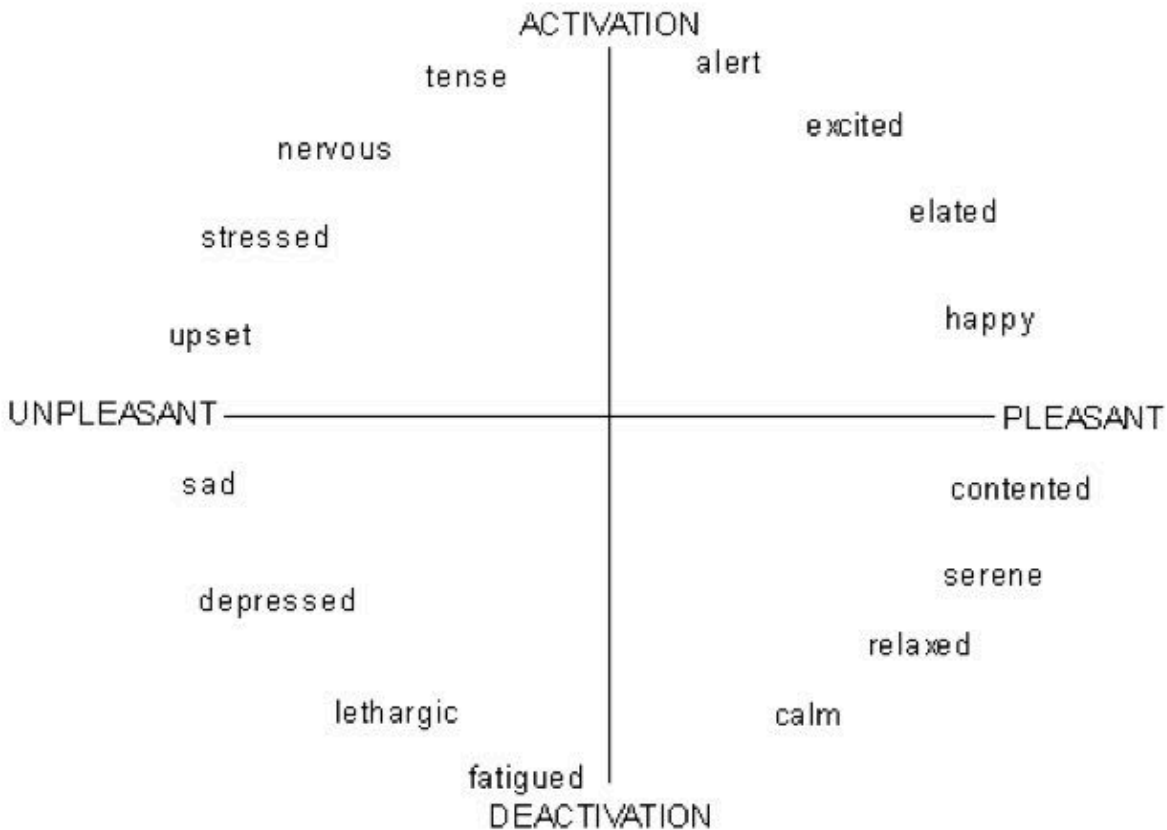 ACTIVATION
tense
alert
excited
nervous
elated
stressed
happy
upset
UNPLEASANT
PLEASANT
sad
contented
serene
depressed
relaxed
lethargic
calm
fatigued
DEACTIVATION